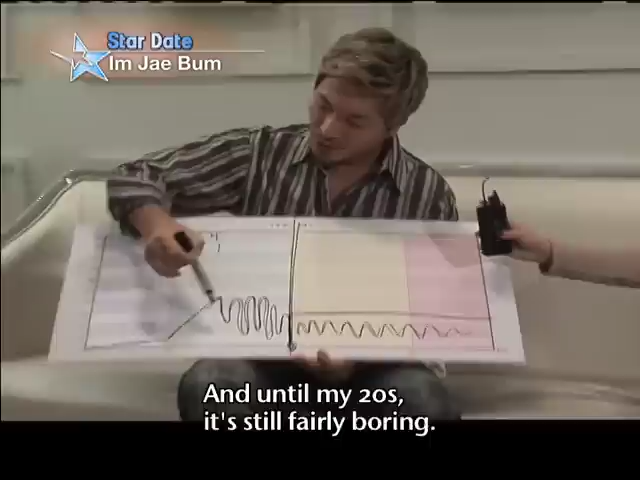 Star Date
Im Jae Bum
And until my 20s,
it's still fairly boring.